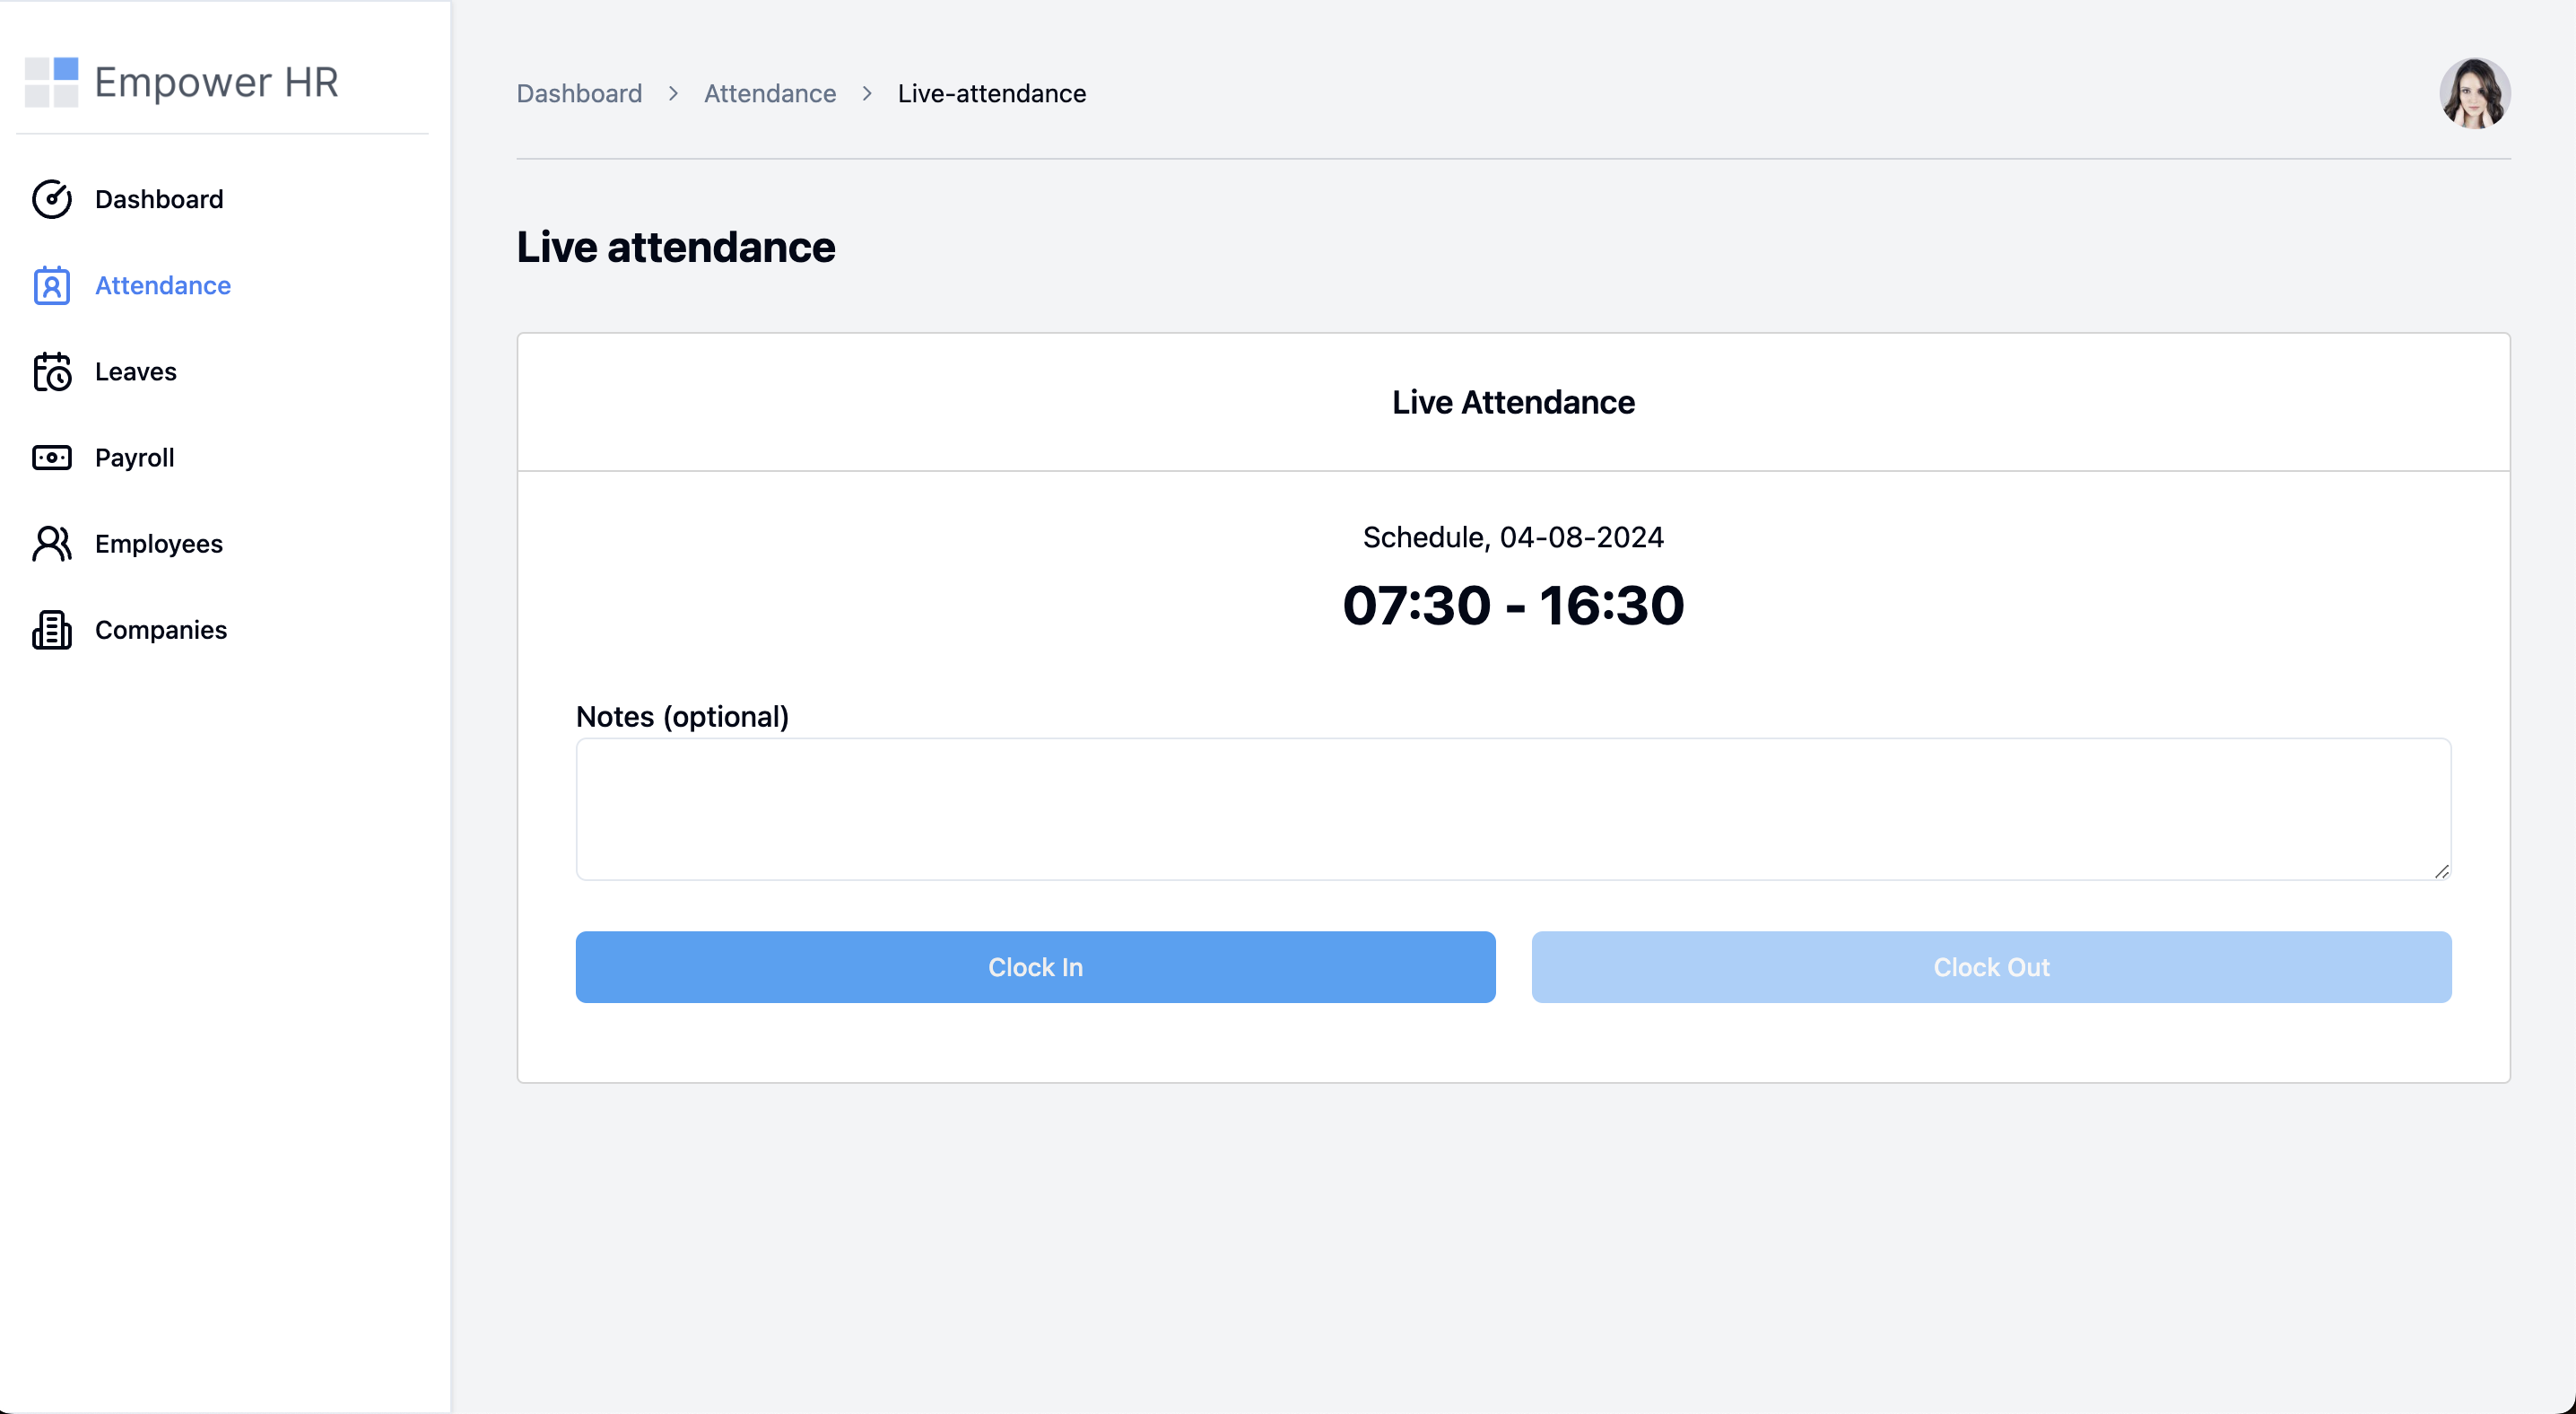 Empower HR
Dashboard
Attendance
Leaves
Payroll
Employees
Companies
Dashboard > Attendance > Live-attendance
Live attendance
Live Attendance
Schedule, 04-08-2024
07:30 - 16:30
Notes (optional)
Clock In
Clock Out